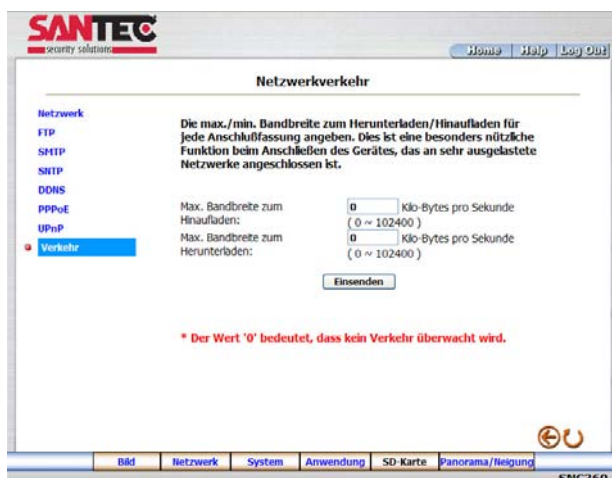 SANTEC
security solutions
Home Help Log Out
Netzwerkverkehr
Netzwerk
FTP
SMTP
SNTP
DDNS
PPPoE
UPnP
Verkehr
Die max./min. Bandbreite zum Herunterladen/Hinaufladen für
jede Anschlußfassung angeben. Dies ist eine besonders nützliche
Funktion beim Anschließen des Gerätes, das an sehr ausgelastete
Netzwerke angeschlossen ist.
Max. Bandbreite zum
Hinaufladen:
0 Kilo-Bytes pro Sekunde
( 0 ~ 102400 )
Max. Bandbreite zum
Herunterladen:
0 Kilo-Bytes pro Sekunde
( 0 ~ 102400 )
Einsenden
* Der Wert '0' bedeutet, dass kein Verkehr überwacht wird.
Bild Netzwerk System Anwendung SD-Karte Panorama/Neigung